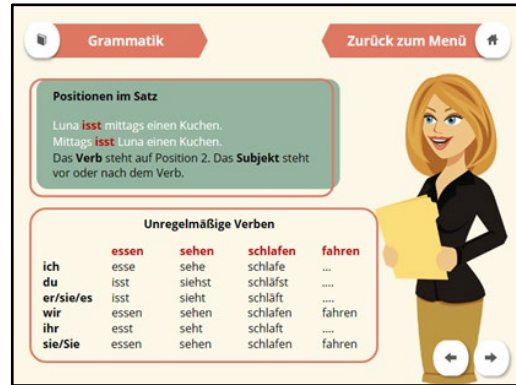 Grammatik
Zurück zum Menü
Positionen im Satz
Luna isst mittags einen Kuchen.
Mittags isst Luna einen Kuchen.
Das Verb steht auf Position 2. Das Subjekt steht
vor oder nach dem Verb.
Unregelmäßige Verben
essen sehen schlafen fahren
ich esse sehe schlafe ...
du isst siehst schläfst ....
er/sie/es isst sieht schläft ....
wir essen sehen schlafen fahren
ihr esst seht schlaft ....
sie/Sie essen sehen schlafen fahren